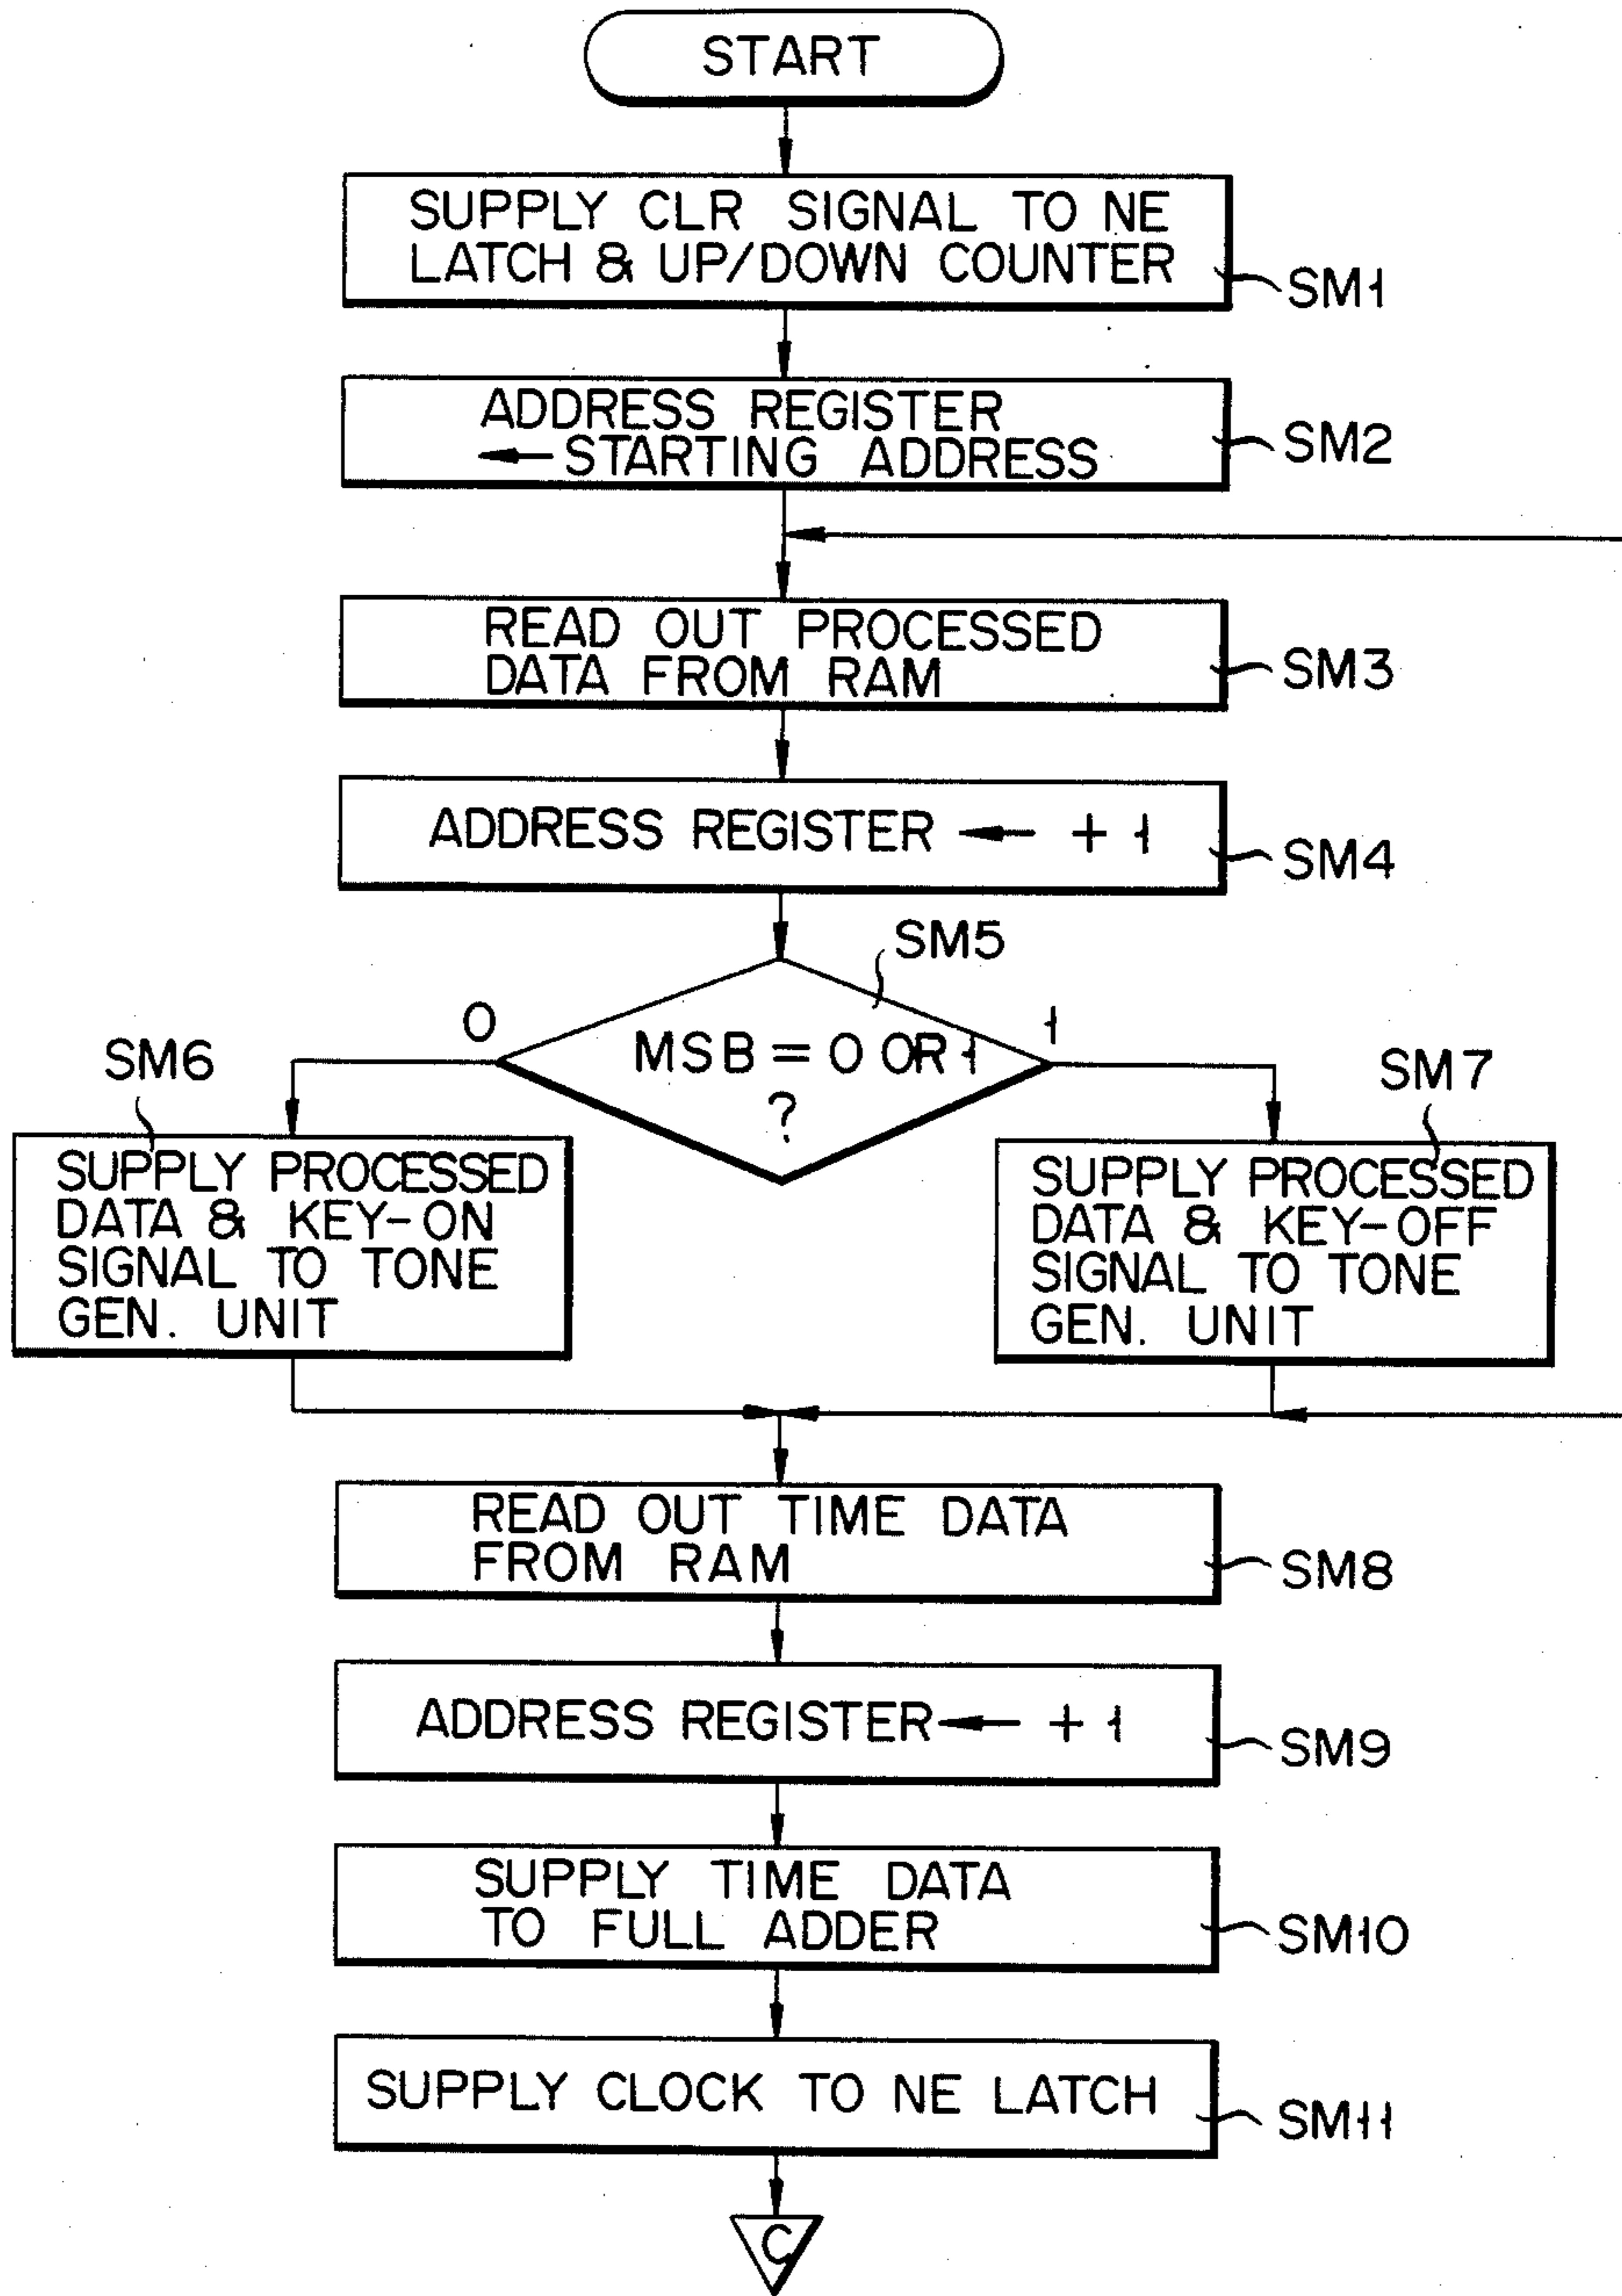 START
SUPPLY CLR SIGNAL TO NE
LATCH & UP/DOWN COUNTER
SM1
ADDRESS REGISTER
← STARTING ADDRESS
SM2
READ OUT PROCESSED
DATA FROM RAM
SM3
ADDRESS REGISTER ← + 1
SM4
SM5
0
MSB = 0 OR 1
?
1
SM6
SUPPLY PROCESSED
DATA & KEY-ON
SIGNAL TO TONE
GEN. UNIT
SM7
SUPPLY PROCESSED
DATA & KEY-OFF
SIGNAL TO TONE
GEN. UNIT
READ OUT TIME DATA
FROM RAM
SM8
ADDRESS REGISTER ← + 1
SM9
SUPPLY TIME DATA
TO FULL ADDER
SM10
SUPPLY CLOCK TO NE LATCH
SM11
C